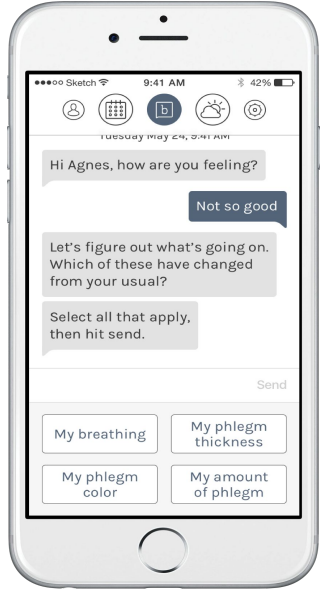 Sketch 9:41 AM 42%
b
Tuesday May 24, 9:41 AM
Hi Agnes, how are you feeling?
Not so good
Let's figure out what's going on.
Which of these have changed
from your usual?
Select all that apply,
then hit send.
Send
My breathing
My phlegm
thickness
My phlegm
color
My amount
of phlegm